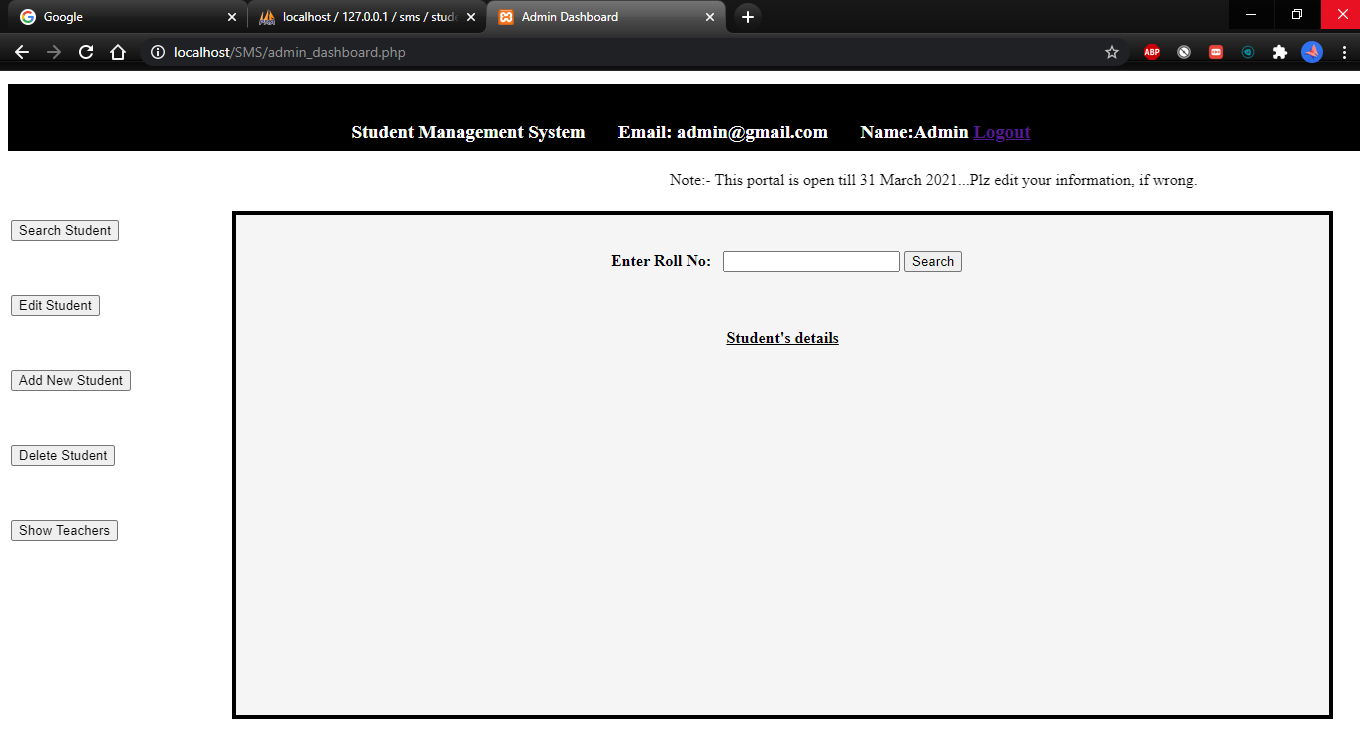 Google
localhost / 127.0.0.1 / sms / stud
Admin Dashboard
localhost/SMS/admin_dashboard.php
ABP
Student Management System Email: admin@gmail.com Name:Admin Logout
Note:- This portal is open till 31 March 2021...Plz edit your information, if wrong.
Search Student
Enter Roll No: Search
Edit Student
Student's details
Add New Student
Delete Student
Show Teachers